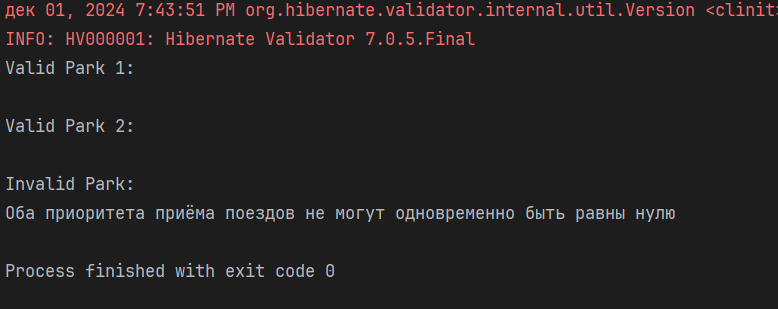 дек 01, 2024 7:43:51 PM org.hibernate.validator.internal.util.Version <clinit>
INFO: HV000001: Hibernate Validator 7.0.5.Final
Valid Park 1:
Valid Park 2:
Invalid Park:
Оба приоритета приёма поездов не могут одновременно быть равны нулю
Process finished with exit code 0